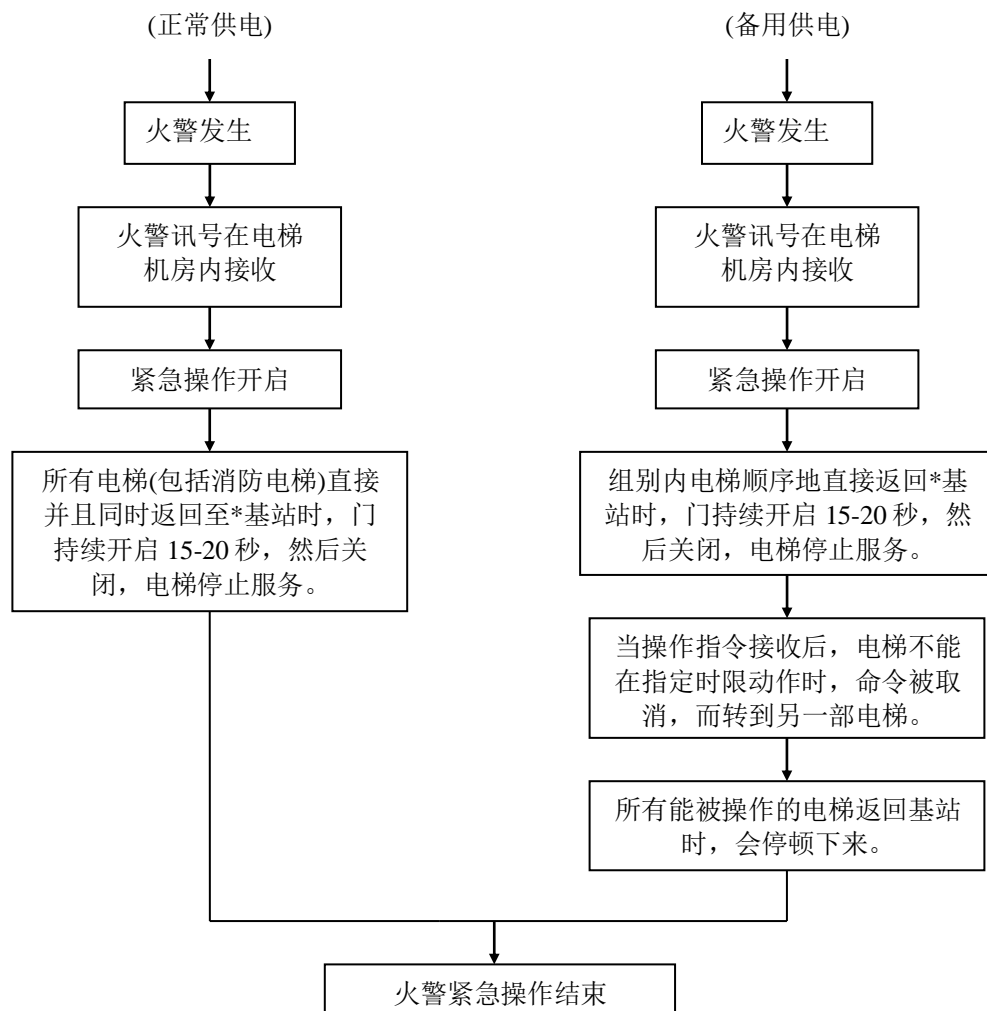 (正常供电)
火警发生
火警讯号在电梯
机房内接收
紧急操作开启
所有电梯(包括消防电梯)直接
并且同时返回至*基站时，门
持续开启 15-20 秒，然后关
闭，电梯停止服务。
(备用供电)
火警发生
火警讯号在电梯
机房内接收
紧急操作开启
组别内电梯顺序地直接返回*基
站时，门持续开启 15-20 秒，然
后关闭，电梯停止服务。
当操作指令接收后，电梯不能
在指定时限动作时，命令被取
消，而转到另一部电梯。
所有能被操作的电梯返回基站
时，会停顿下来。
火警紧急操作结束